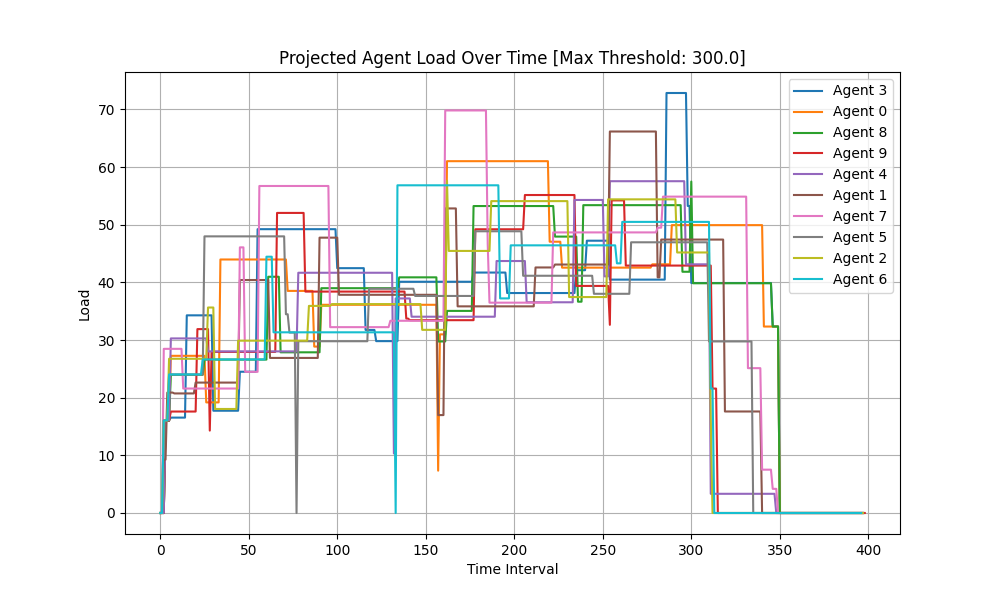 Projected Agent Load Over Time [Max Threshold: 300.0]
Load
70
60
50
40
30
20
10
0
0 50 100 150 200 250 300 350 400
Time Interval
Agent 3
Agent 0
Agent 8
Agent 9
Agent 4
Agent 1
Agent 7
Agent 5
Agent 2
Agent 6